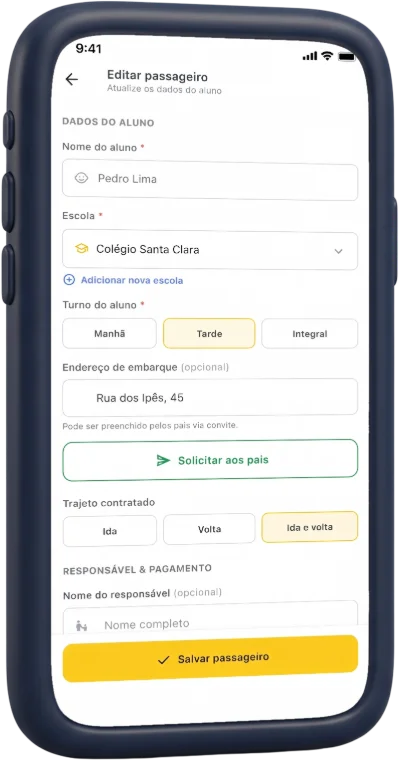 9:41
Editar passageiro
Atualize os dados do aluno
DADOS DO ALUNO
Nome do aluno *
Pedro Lima
Escola *
Colégio Santa Clara
Adicionar nova escola
Turno do aluno *
Manhã Tarde Integral
Endereço de embarque (opcional)
Rua dos Ipês, 45
Pode ser preenchido pelos pais via convite.
Solicitar aos pais
Trajeto contratado
Ida Volta Ida e volta
RESPONSÁVEL & PAGAMENTO
Nome do responsável (opcional)
Nome completo
Salvar passageiro